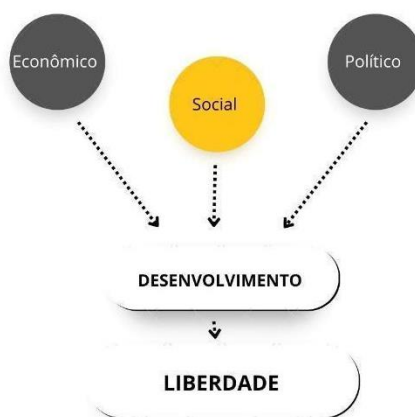 Econômico
Social
Político
DESENVOLVIMENTO
LIBERDADE